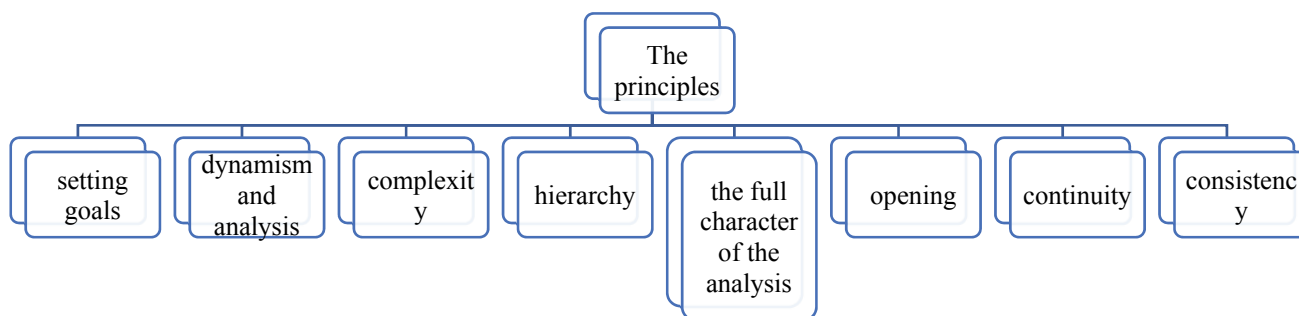 The
principles
setting
goals
dynamism
and
analysis
complexit
y
hierarchy
the full
character
of the
analysis
opening
continuity
consistenc
y